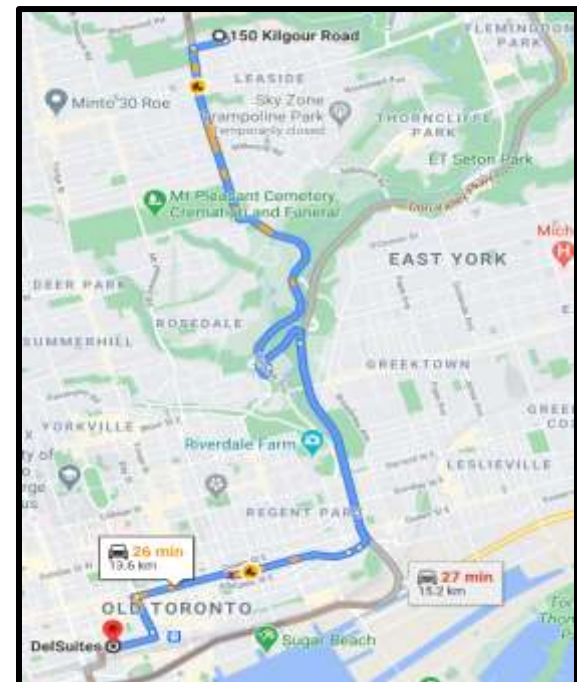 150 Kilgour Road
FLEMINGDON
PARK
LEASIDE
Minto 30 Roe
Sky Zone
Trampoline Park
Temporarily closed
THORNCLIFFE
PARK
ET Seton Park
Mt Pleasant Cemetery,
Cremation and Funeral
EAST YORK
Mich
DEER PARK
ROSEDALE
SUMMERHILL
GREEKTOWN
YORKVILLE
Riverdale Farm
LESLIEVILLE
REGENT PARK
26 min
13.6 km
27 min
15.2 km
OLD TORONTO
DelSuites
Sugar Beach